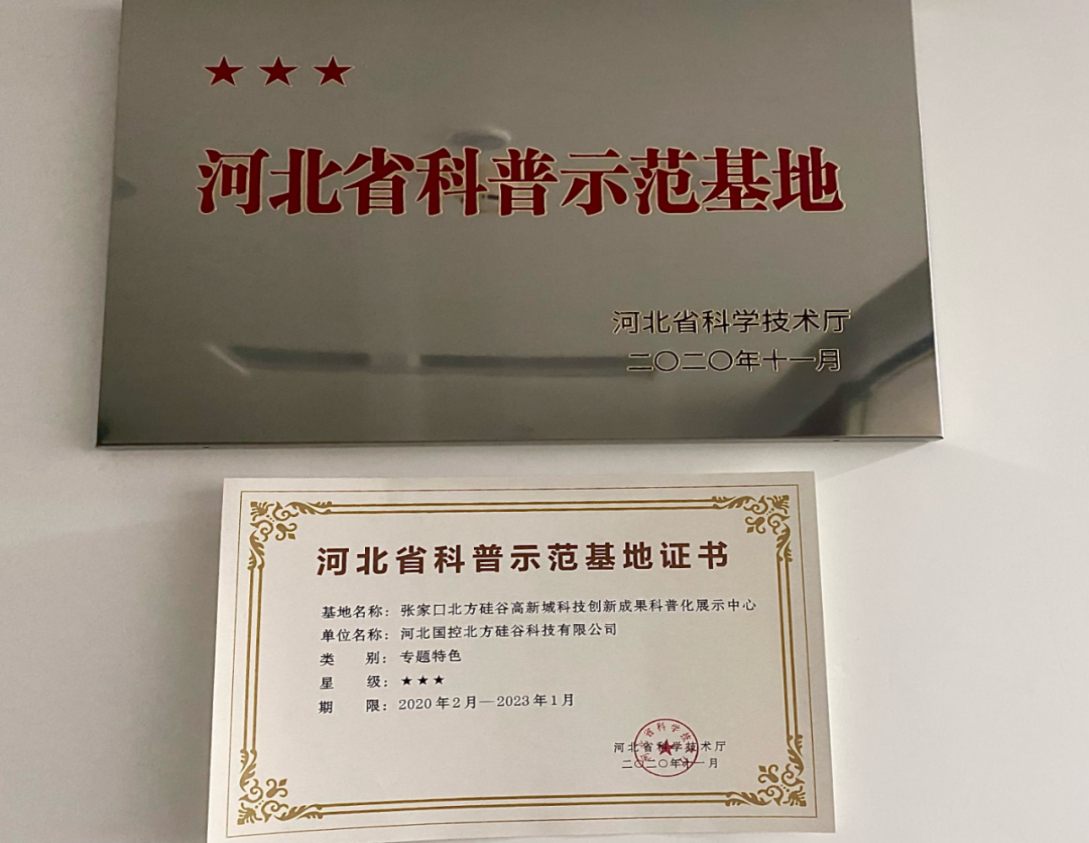 ★★★
河北省科普示范基地
河北省科学技术厅
二〇二〇年十一月
河北省科普示范基地证书
基地名称：张家口北方硅谷高新城科技创新成果科普化展示中心
单位名称：河北国控北方硅谷科技有限公司
类 别：专题特色
星 级：★★★
期 限：2020年2月—2023年1月
河北省科学技术厅
二〇二〇年十一月